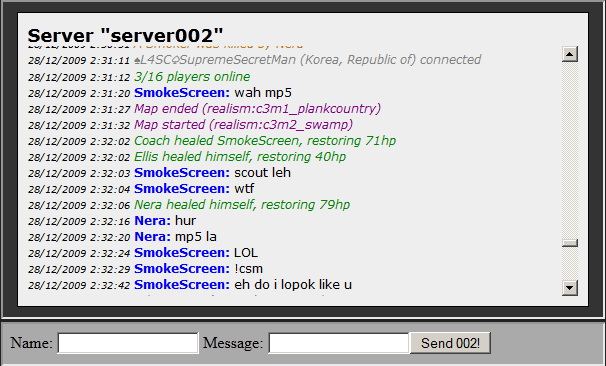 Server "server002"
28/12/2009 2:30:51 A Smoker was killed by Nera
28/12/2009 2:31:11 ♠L4SC♤SupremeSecretMan (Korea, Republic of) connected
28/12/2009 2:31:12 3/16 players online
28/12/2009 2:31:20 SmokeScreen: wah mp5
28/12/2009 2:31:27 Map ended (realism:c3m1_plankcountry)
28/12/2009 2:31:32 Map started (realism:c3m2_swamp)
28/12/2009 2:32:02 Coach healed SmokeScreen, restoring 71hp
28/12/2009 2:32:02 Ellis healed himself, restoring 40hp
28/12/2009 2:32:03 SmokeScreen: scout leh
28/12/2009 2:32:04 SmokeScreen: wtf
28/12/2009 2:32:06 Nera healed himself, restoring 79hp
28/12/2009 2:32:16 Nera: hur
28/12/2009 2:32:20 Nera: mp5 la
28/12/2009 2:32:24 SmokeScreen: LOL
28/12/2009 2:32:29 SmokeScreen: !csm
28/12/2009 2:32:42 SmokeScreen: eh do i lopok like u
Name: Message: Send 002!